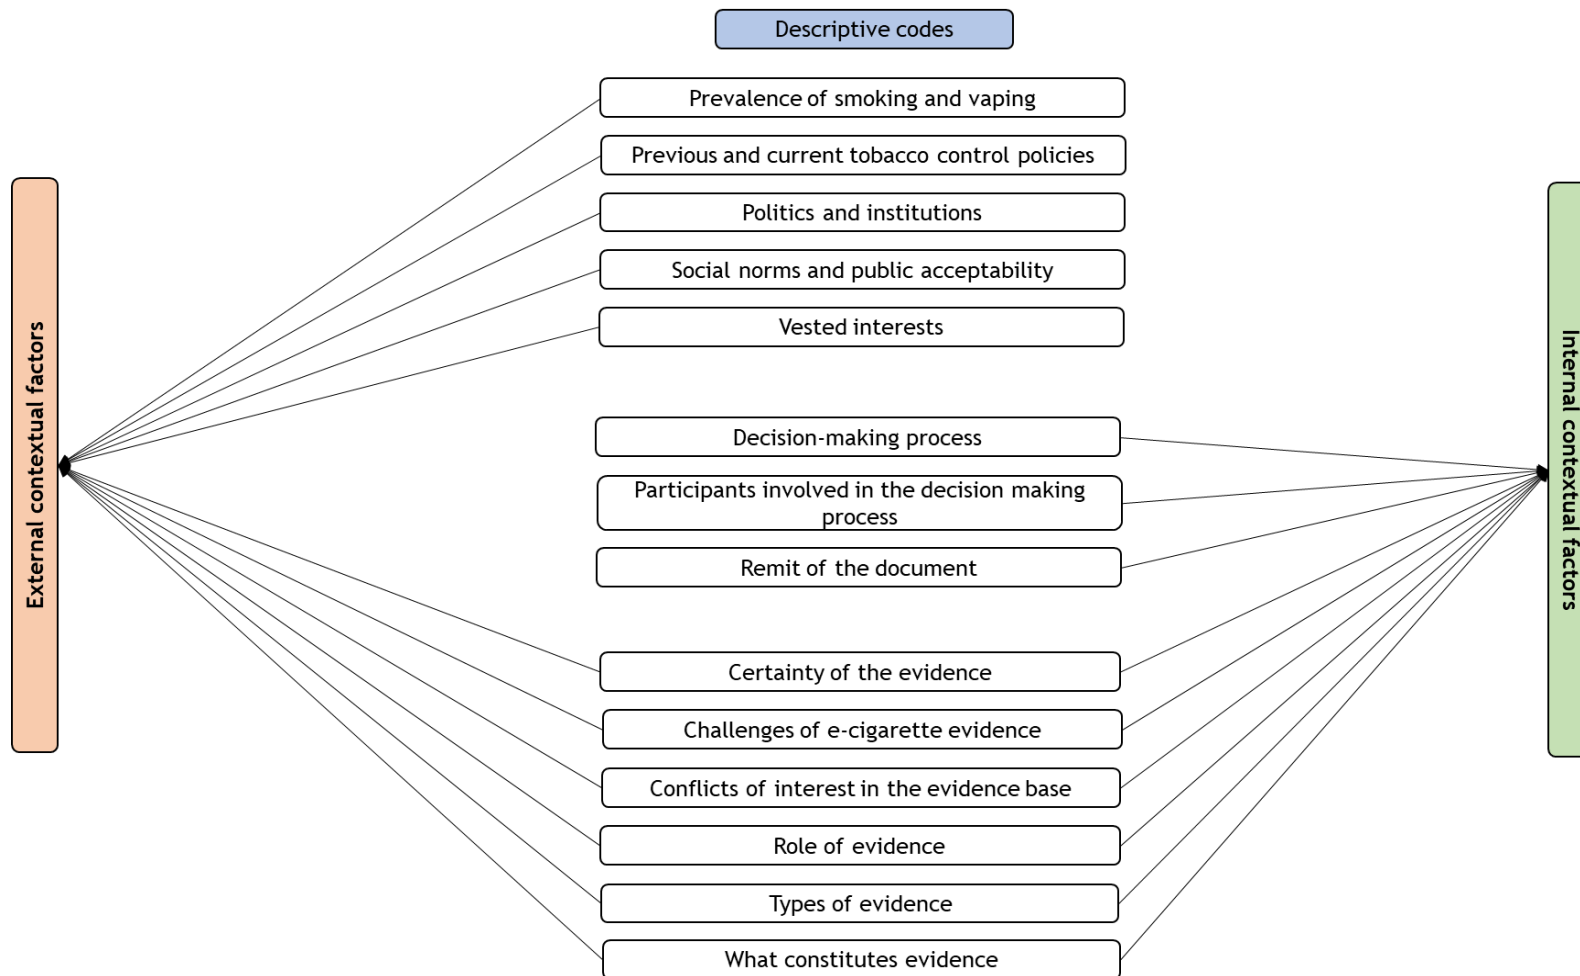 Descriptive codes
Prevalence of smoking and vaping
Previous and current tobacco control policies
Politics and institutions
Social norms and public acceptability
Vested interests
External contextual factors
Internal contextual factors
Decision-making process
Participants involved in the decision making
process
Remit of the document
Certainty of the evidence
Challenges of e-cigarette evidence
Conflicts of interest in the evidence base
Role of evidence
Types of evidence
What constitutes evidence